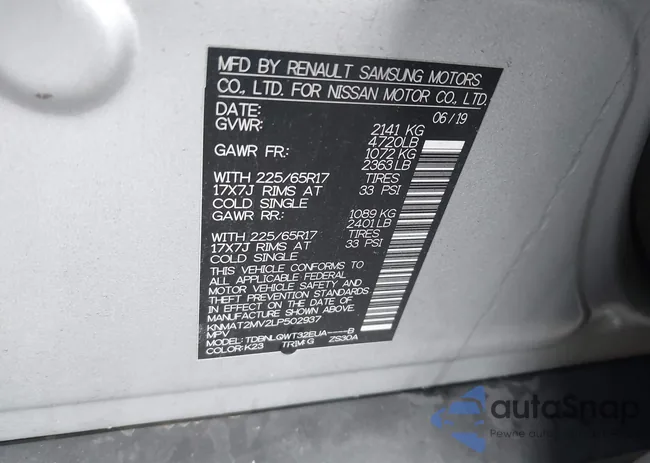 MFD BY RENAULT SAMSUNG MOTORS
CO., LTD. FOR NISSAN MOTOR CO., LTD.
DATE: 06/19
GVWR: 2141 KG
4720LB
GAWR FR: 1072 KG
2363LB
WITH 225/65R17 TIRES
17X7J RIMS AT 33 PSI
COLD SINGLE
GAWR RR: 1089 KG
2401LB
WITH 225/65R17 TIRES
17X7J RIMS AT 33 PSI
COLD SINGLE
THIS VEHICLE CONFORMS TO
ALL APPLICABLE FEDERAL
MOTOR VEHICLE SAFETY AND
THEFT PREVENTION STANDARDS
IN EFFECT ON THE DATE OF
MANUFACTURE SHOWN ABOVE.
KNMAT2MV2LP502937
MPV
MODEL: TDBNLQWT32EUA----B
COLOR: K23 TRIM: G ZS30A
autoSnap
Pewne auto